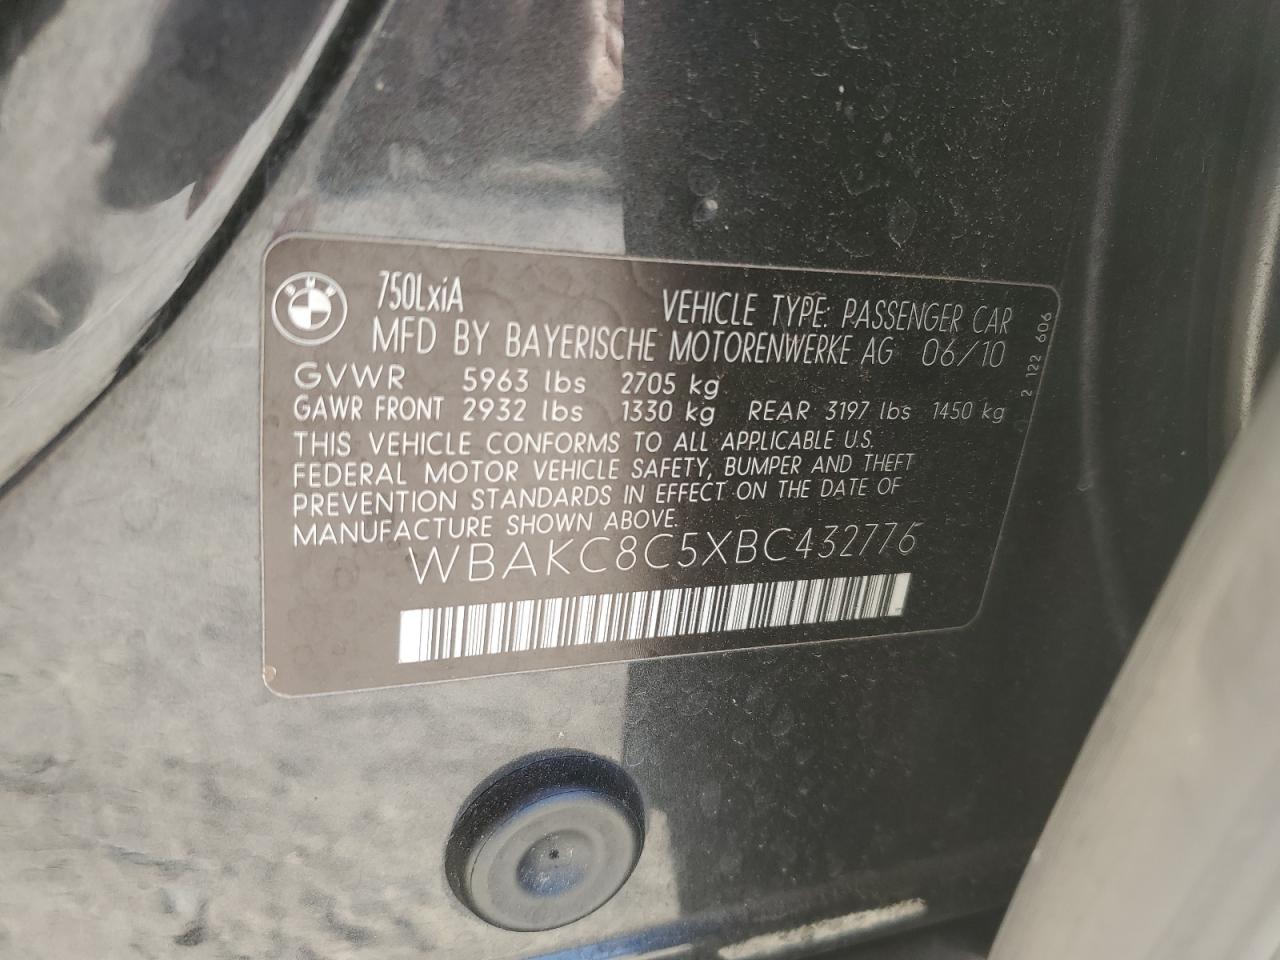 BMW
750LxiA
VEHICLE TYPE: PASSENGER CAR
MFD BY BAYERISCHE MOTORENWERKE AG 06/10
GVWR 5963 lbs 2705 kg
GAWR FRONT 2932 lbs 1330 kg REAR 3197 lbs 1450 kg
THIS VEHICLE CONFORMS TO ALL APPLICABLE U.S.
FEDERAL MOTOR VEHICLE SAFETY, BUMPER AND THEFT
PREVENTION STANDARDS IN EFFECT ON THE DATE OF
MANUFACTURE SHOWN ABOVE.
WBAKC8C5XBC432776
2 122 606